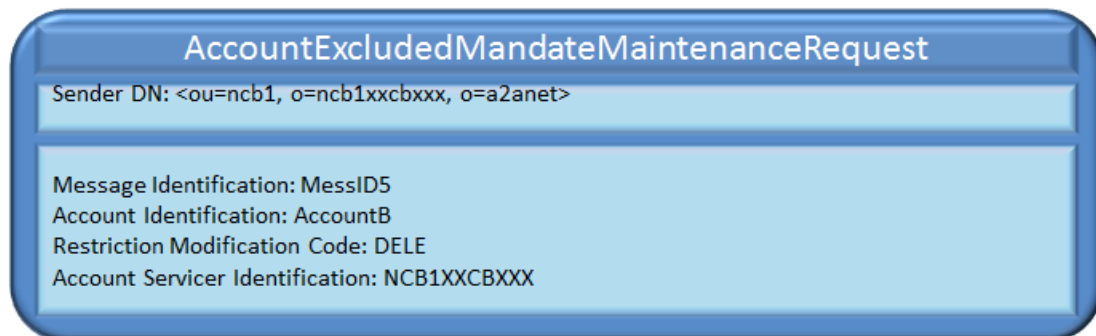 AccountExcludedMandateMaintenanceRequest
Sender DN: <ou=ncb1, o=ncb1xxcbxxx, o=a2anet>
Message Identification: MessID5
Account Identification: AccountB
Restriction Modification Code: DELE
Account Servicer Identification: NCB1XXCBXXX